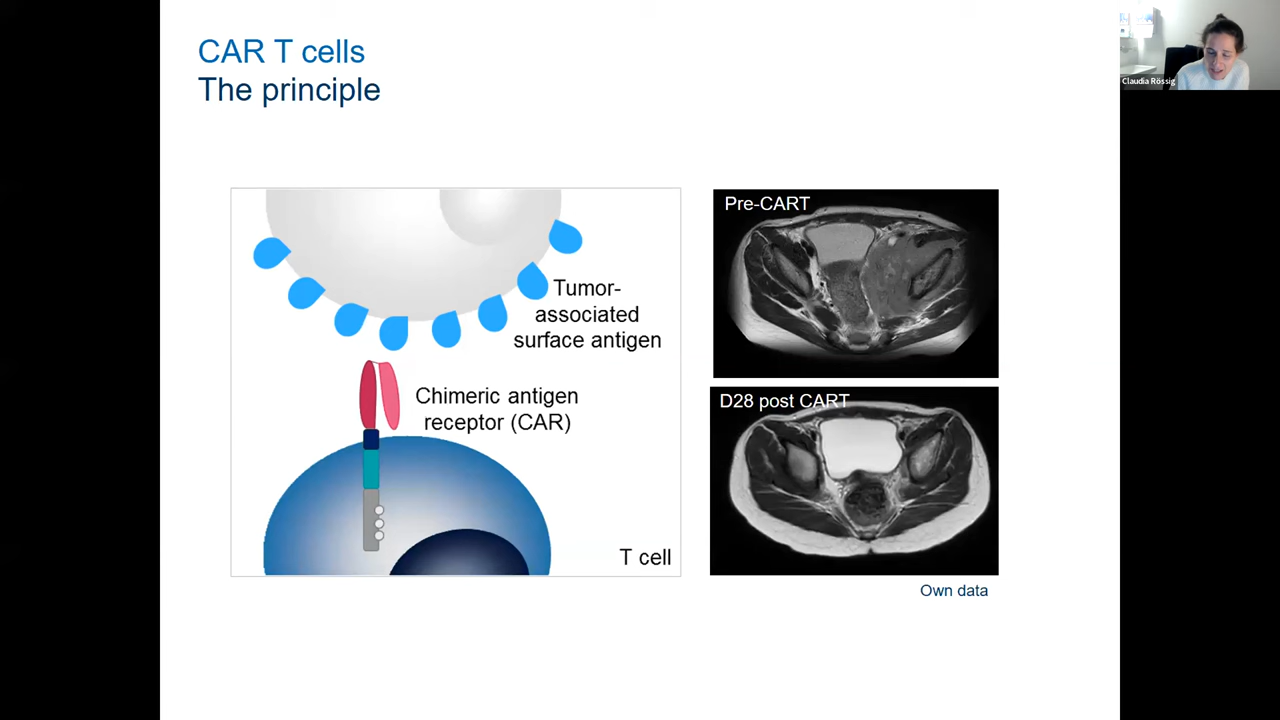 CAR T cells
The principle
Claudia Rössig
Tumor-
associated
surface antigen
Chimeric antigen
receptor (CAR)
T cell
Pre-CART
D28 post CART
Own data